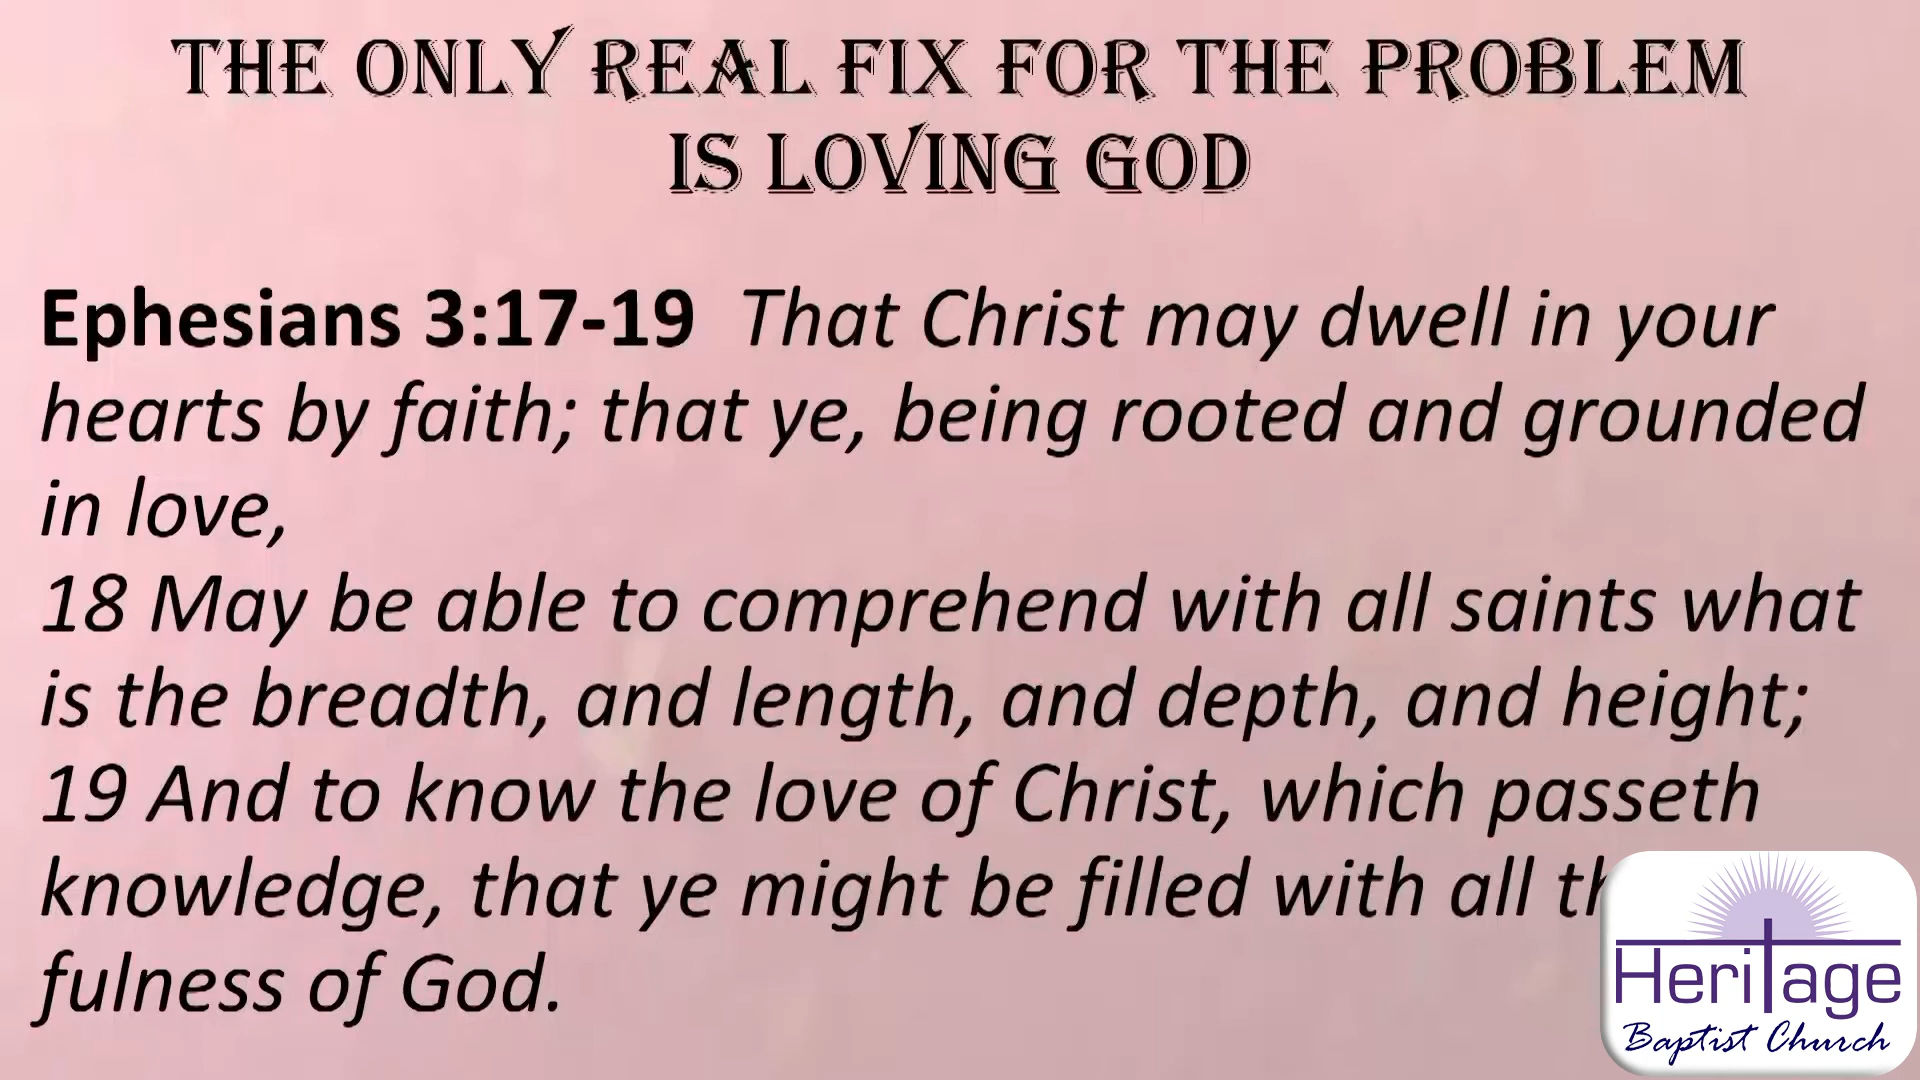 THE ONLY REAL FIX FOR THE PROBLEM
IS LOVING GOD
Ephesians 3:17-19 That Christ may dwell in your
hearts by faith; that ye, being rooted and grounded
in love,
18 May be able to comprehend with all saints what
is the breadth, and length, and depth, and height;
19 And to know the love of Christ, which passeth
knowledge, that ye might be filled with all
fulness of God.
Heritage
Baptist Church